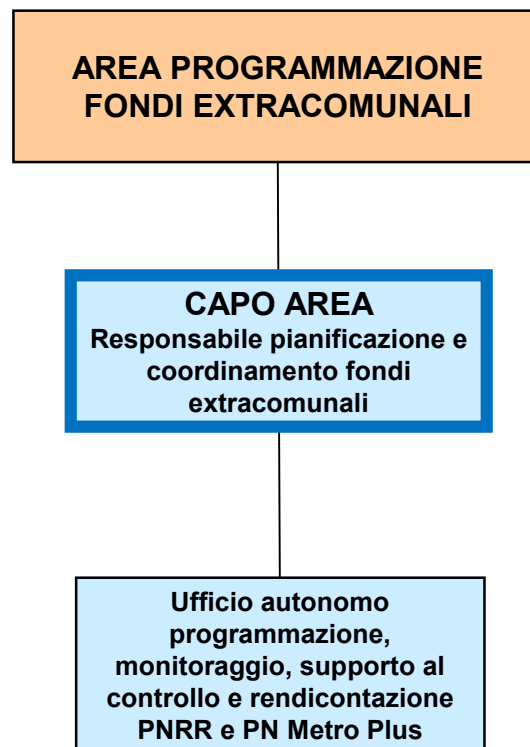 AREA PROGRAMMAZIONE
FONDI EXTRACOMUNALI
CAPO AREA
Responsabile pianificazione e
coordinamento fondi
extracomunali
Ufficio autonomo
programmazione,
monitoraggio, supporto al
controllo e rendicontazione
PNRR e PN Metro Plus